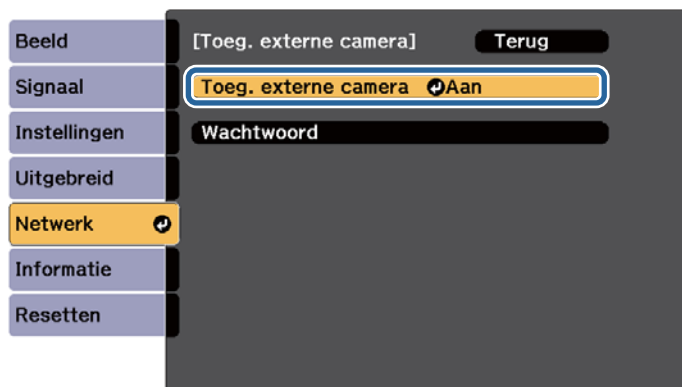 Beeld
Signaal
Instellingen
Uitgebreid
Netwerk
Informatie
Resetten
[Toeg. externe camera] Terug
Toeg. externe camera Aan
Wachtwoord